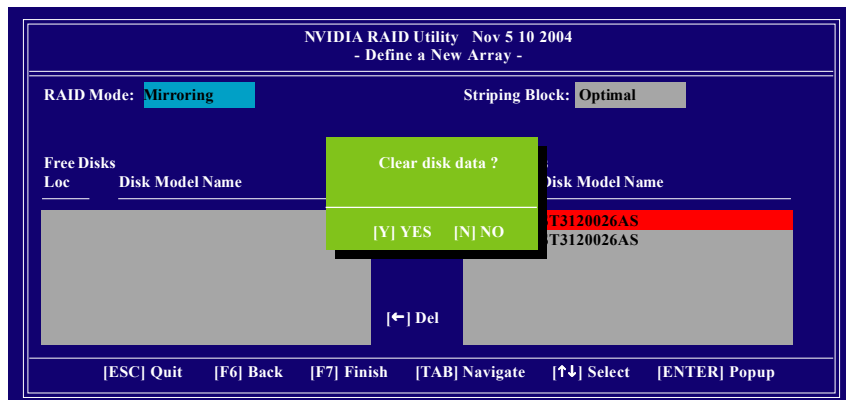 NVIDIA RAID Utility Nov 5 10 2004
- Define a New Array -
RAID Mode: Mirroring Striping Block: Optimal
Free Disks
Loc Disk Model Name Disk Model Name
Clear disk data ?
[Y] YES [N] NO
T3120026AS
T3120026AS
[←] Del
[ESC] Quit [F6] Back [F7] Finish [TAB] Navigate [↑↓] Select [ENTER] Popup